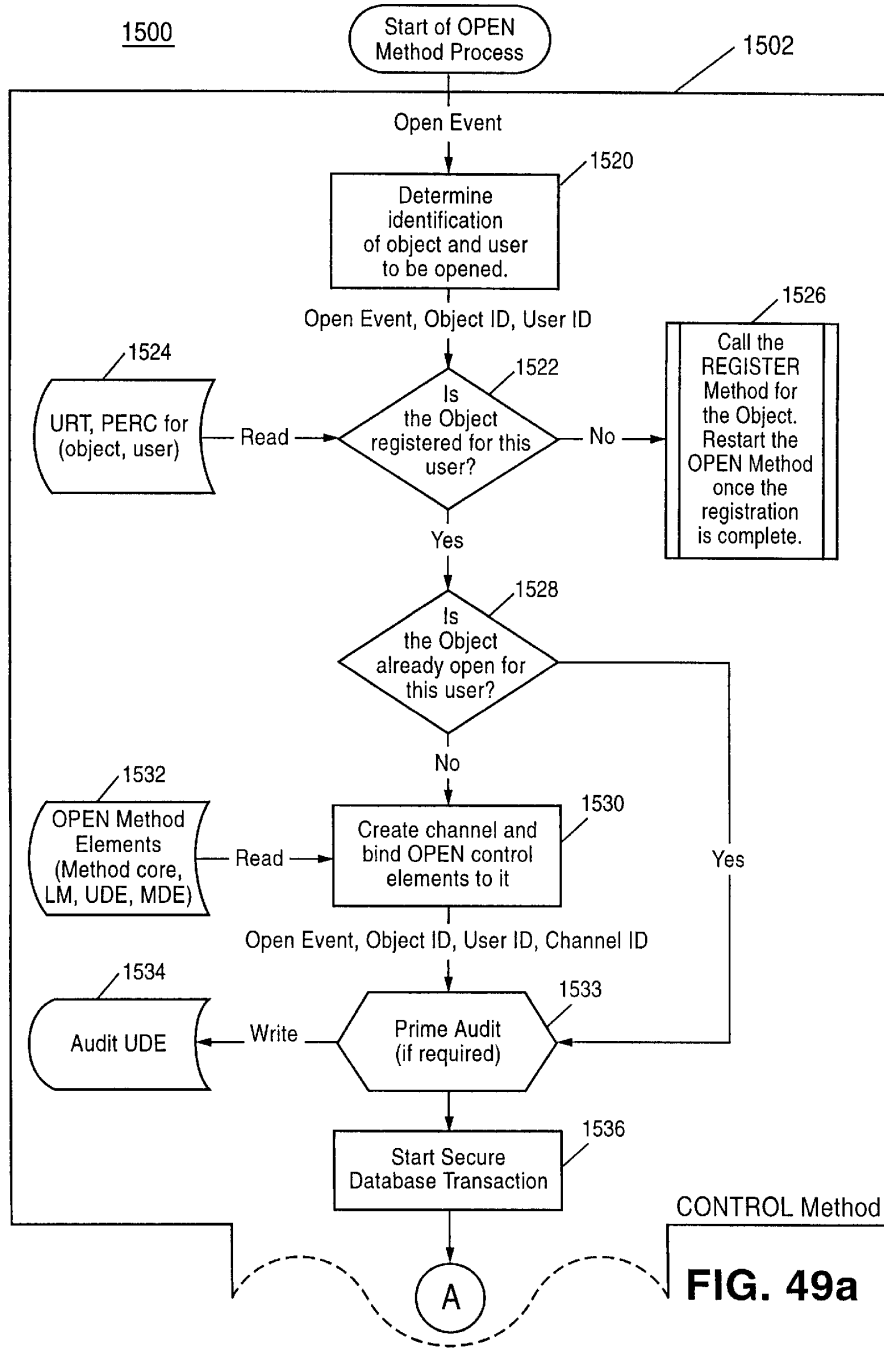 1500
Start of OPEN
Method Process
1502
Open Event
1520
Determine
identification
of object and user
to be opened.
Open Event, Object ID, User ID
1526
Call the
REGISTER
Method for
the Object.
Restart the
OPEN Method
once the
registration
is complete.
1524
URT, PERC for
(object, user)
Read
1522
Is
the Object
registered for this
user?
No
Yes
1528
Is
the Object
already open for
this user?
No
Yes
1532
OPEN Method
Elements
(Method core,
LM, UDE, MDE)
Read
1530
Create channel and
bind OPEN control
elements to it
Open Event, Object ID, User ID, Channel ID
1534
Audit UDE
Write
1533
Prime Audit
(if required)
1536
Start Secure
Database Transaction
CONTROL Method
A
FIG. 49a